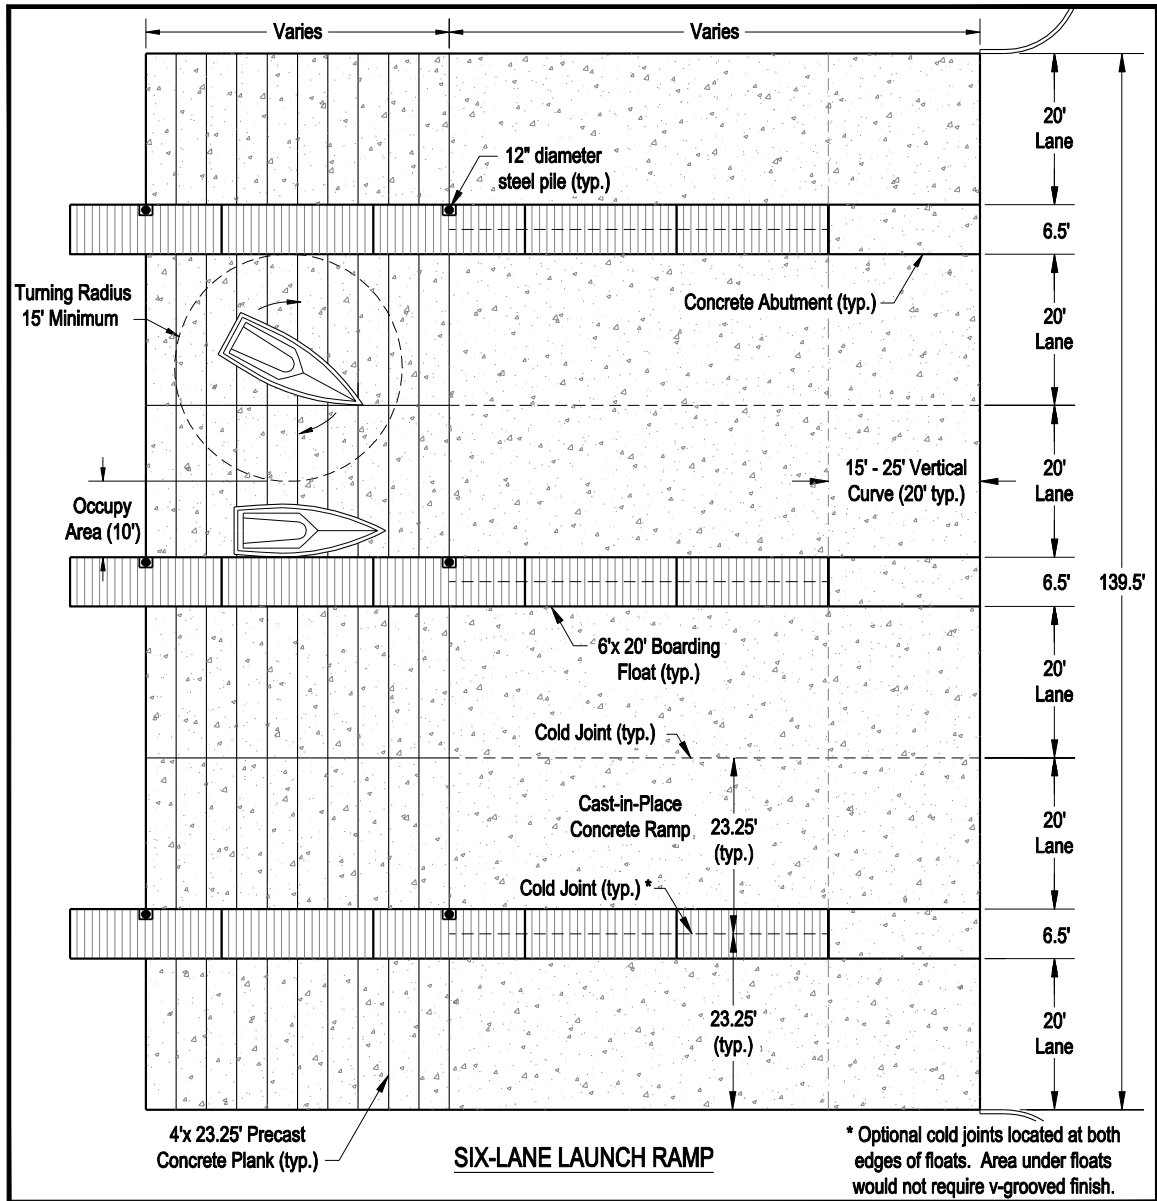 Varies
Varies
20'
Lane
12" diameter
steel pile (typ.)
6.5'
Concrete Abutment (typ.)
Turning Radius
15' Minimum
20'
Lane
15' - 25' Vertical
Curve (20' typ.)
20'
Lane
Occupy
Area (10')
6.5'
139.5'
6'x 20' Boarding
Float (typ.)
20'
Lane
Cold Joint (typ.)
Cast-in-Place
Concrete Ramp
23.25'
(typ.)
20'
Lane
Cold Joint (typ.) *
6.5'
23.25'
(typ.)
20'
Lane
4'x 23.25' Precast
Concrete Plank (typ.)
SIX-LANE LAUNCH RAMP
* Optional cold joints located at both
edges of floats. Area under floats
would not require v-grooved finish.